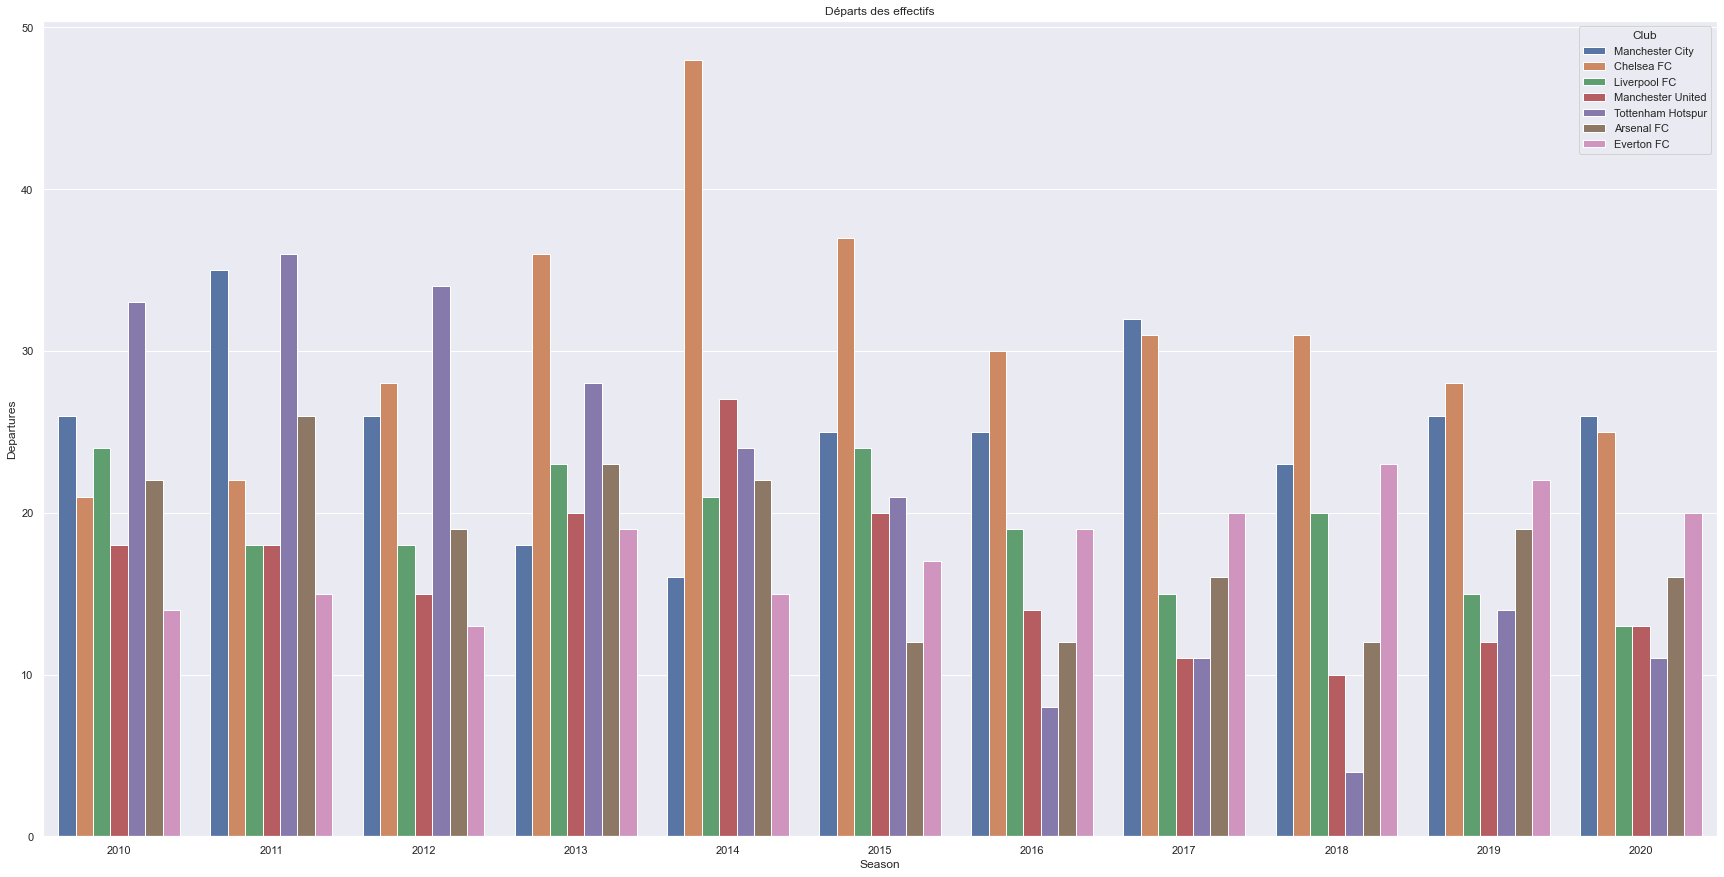 Départs des effectifs
50
40
30
20
10
0
Departures
Club
Manchester City
Chelsea FC
Liverpool FC
Manchester United
Tottenham Hotspur
Arsenal FC
Everton FC
2010 2011 2012 2013 2014 2015 2016 2017 2018 2019 2020
Season